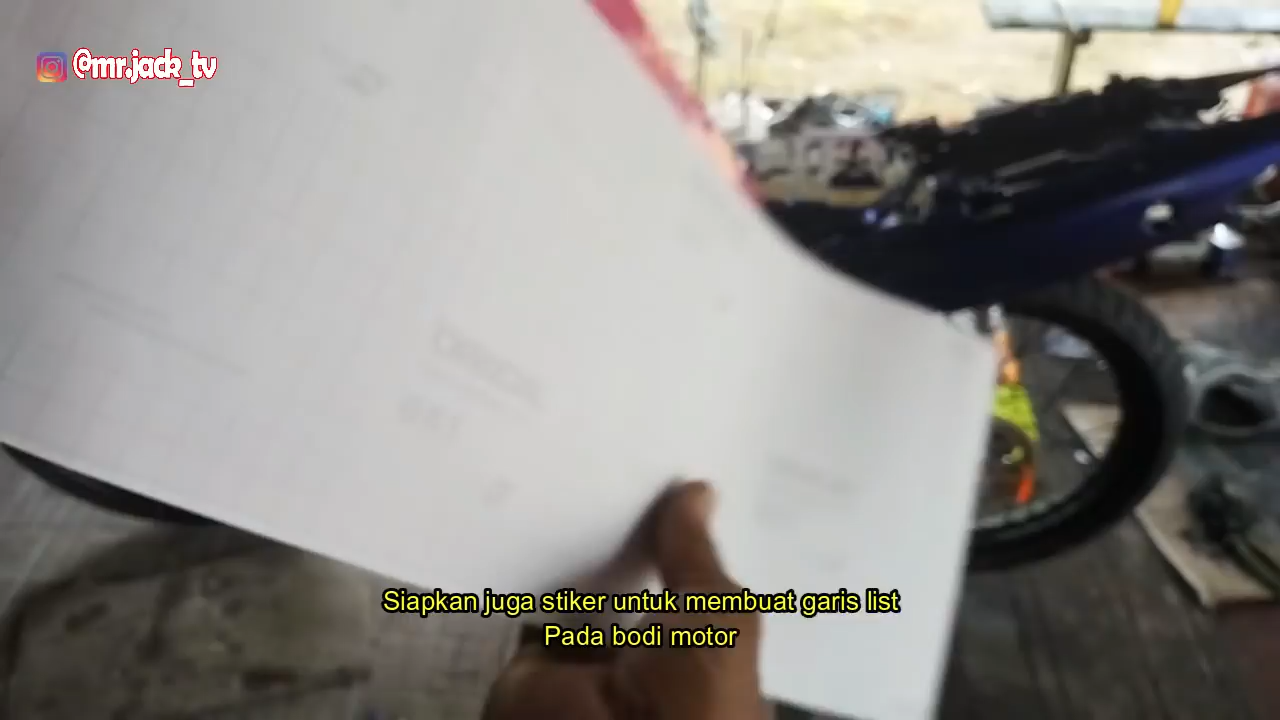 @mr.jack_tv
Siapkan juga stiker untuk membuat garis list
Pada bodi motor